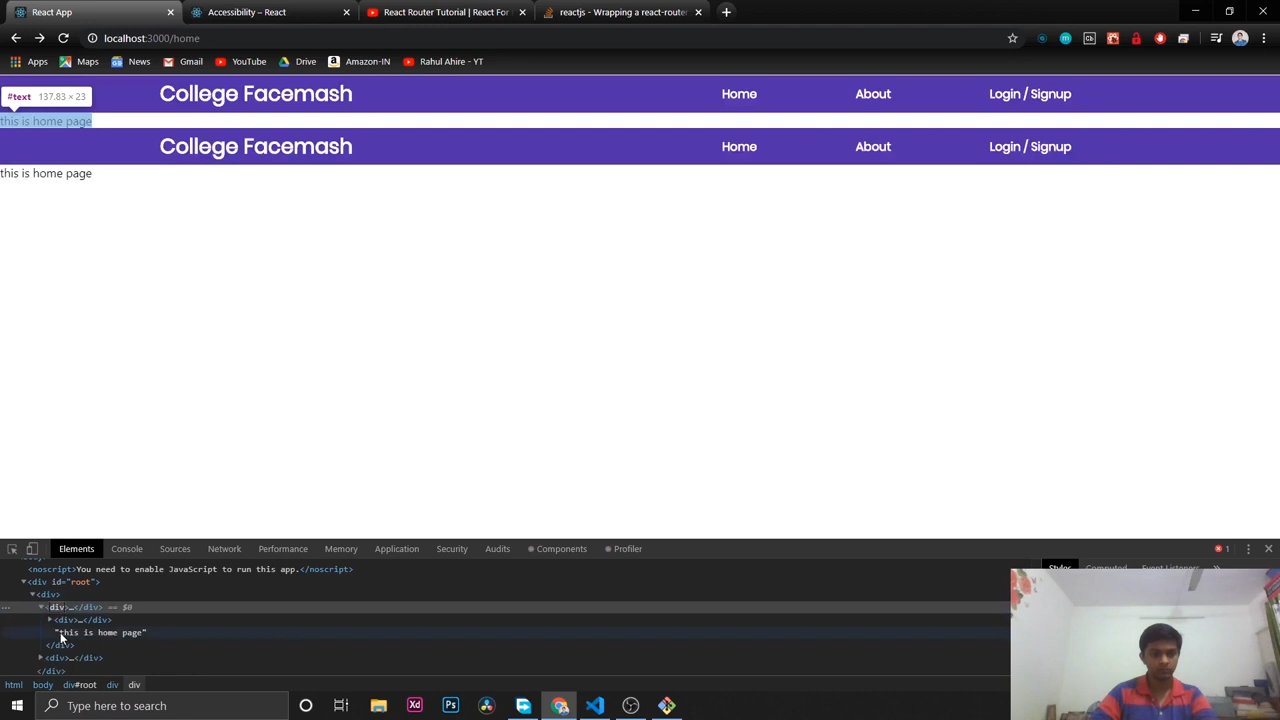 React App
Accessibility – React
React Router Tutorial | React For
reactjs - Wrapping a react-router
localhost:3000/home
Apps
Maps
News
Gmail
YouTube
Drive
Amazon-IN
Rahul Ahire - YT
College Facemash
Home
About
Login / Signup
#text 137.83 × 23
this is home page
College Facemash
Home
About
Login / Signup
this is home page
Elements
Console
Sources
Network
Performance
Memory
Application
Security
Audits
Components
Profiler
1
<noscript>You need to enable JavaScript to run this app.</noscript>
<div id="root">
<div>
<div>…</div> == $0
<div>…</div>
"this is home page"
</div>
<div>…</div>
</div>
html
body
div#root
div
div
Type here to search
Xd
Ps